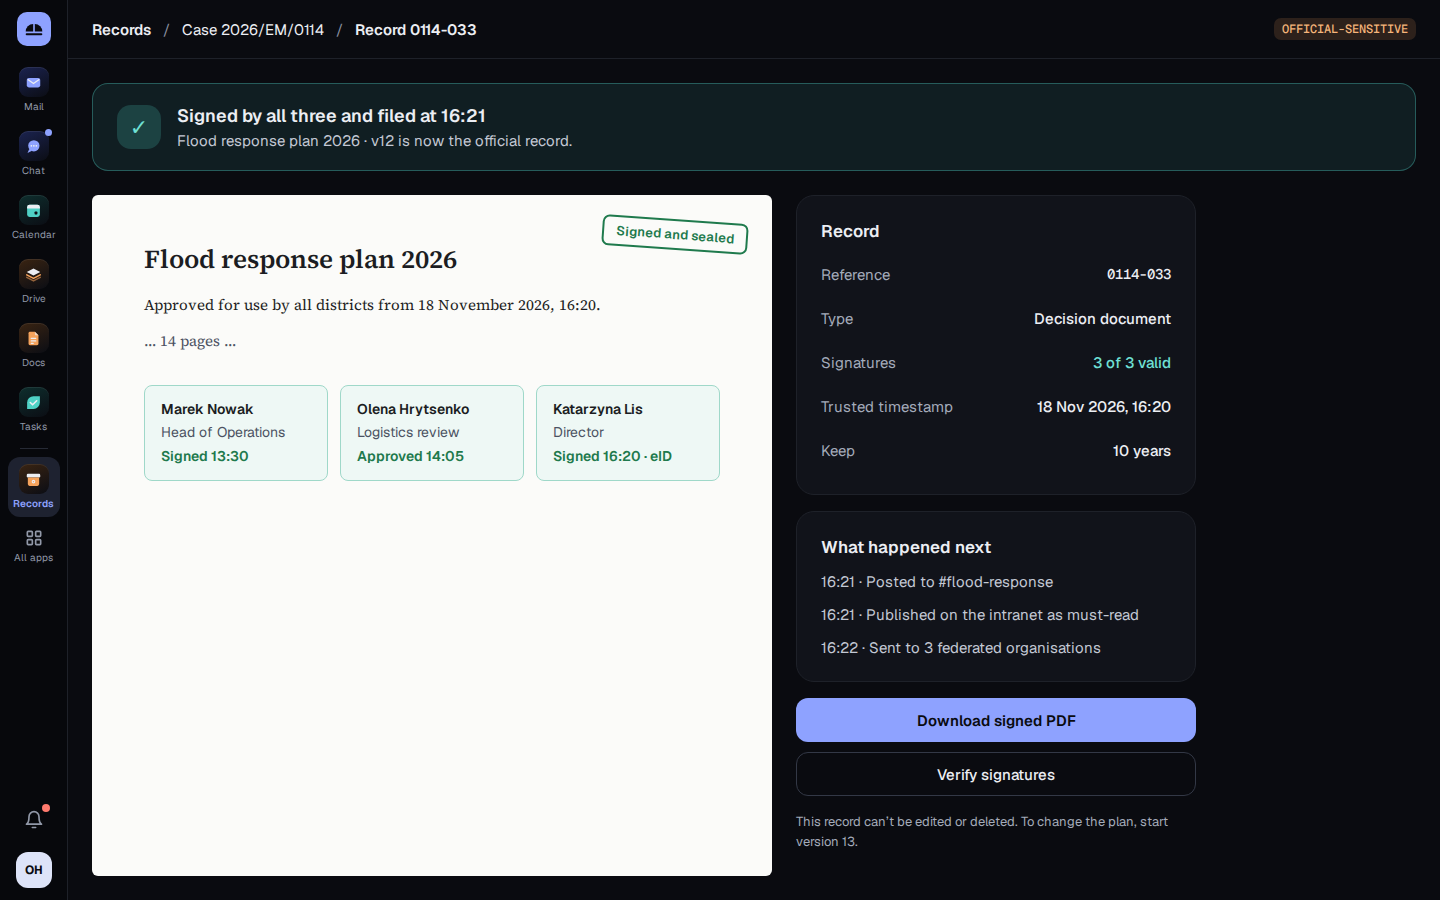 Records / Case 2026/EM/0114 / Record 0114-033
OFFICIAL-SENSITIVE
Mail
Chat
Calendar
Drive
Docs
Tasks
Records
All apps
OH
✓
Signed by all three and filed at 16:21
Flood response plan 2026 · v12 is now the official record.
Signed and sealed
Flood response plan 2026
Approved for use by all districts from 18 November 2026, 16:20.
... 14 pages ...
Marek Nowak
Head of Operations
Signed 13:30
Olena Hrytsenko
Logistics review
Approved 14:05
Katarzyna Lis
Director
Signed 16:20 · eID
Record
Reference 0114-033
Type Decision document
Signatures 3 of 3 valid
Trusted timestamp 18 Nov 2026, 16:20
Keep 10 years
What happened next
16:21 · Posted to #flood-response
16:21 · Published on the intranet as must-read
16:22 · Sent to 3 federated organisations
Download signed PDF
Verify signatures
This record can't be edited or deleted. To change the plan, start
version 13.